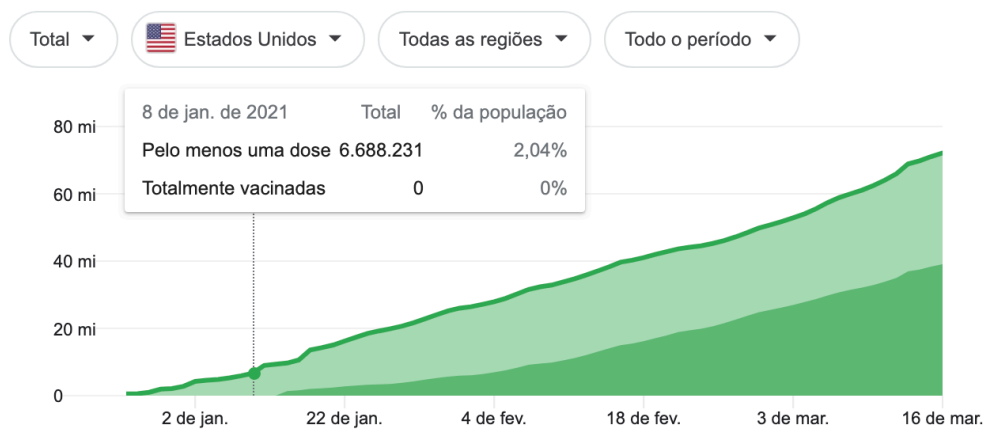 Total Estados Unidos Todas as regiões Todo o período
8 de jan. de 2021 Total % da população
Pelo menos uma dose 6.688.231 2,04%
Totalmente vacinadas 0 0%
80 mi
60 mi
40 mi
20 mi
0
2 de jan. 22 de jan. 4 de fev. 18 de fev. 3 de mar. 16 de mar.